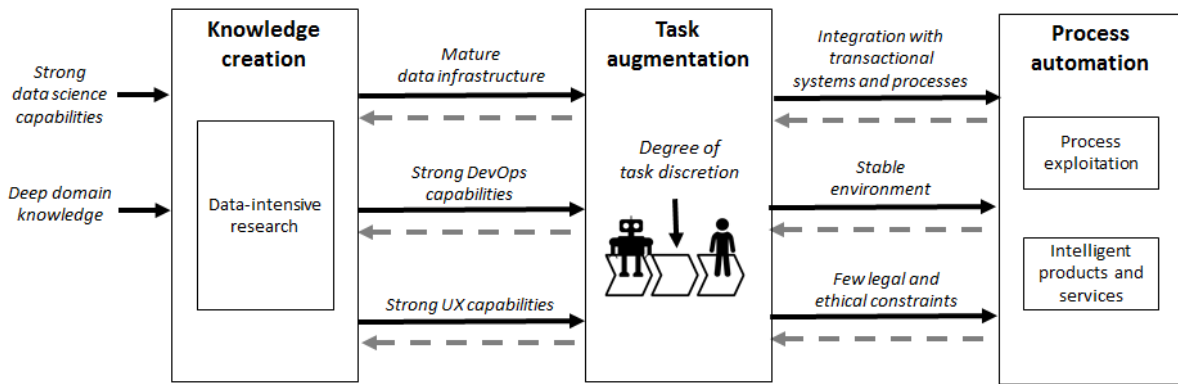 Strong
data science
capabilities
Deep domain
knowledge
Knowledge
creation
Data-intensive
research
Mature
data infrastructure
Strong DevOps
capabilities
Strong UX capabilities
Task
augmentation
Degree of
task discretion
Integration with
transactional
systems and processes
Stable
environment
Few legal and
ethical constraints
Process
automation
Process
exploitation
Intelligent
products and
services